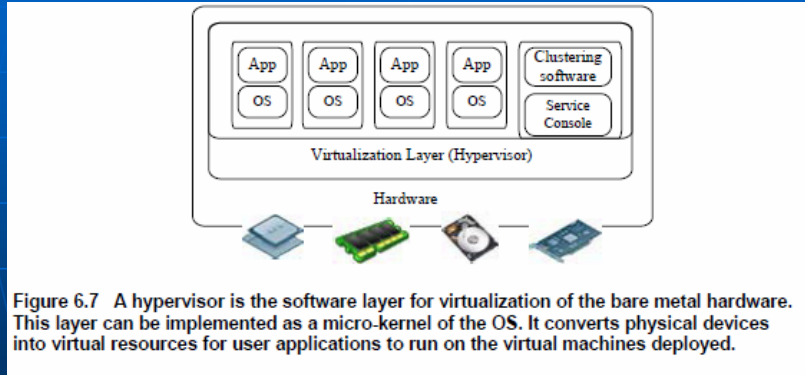 App App App App Clustering
software
OS OS OS OS Service
Console
Virtualization Layer (Hypervisor)
Hardware
Figure 6.7 A hypervisor is the software layer for virtualization of the bare metal hardware.
This layer can be implemented as a micro-kernel of the OS. It converts physical devices
into virtual resources for user applications to run on the virtual machines deployed.